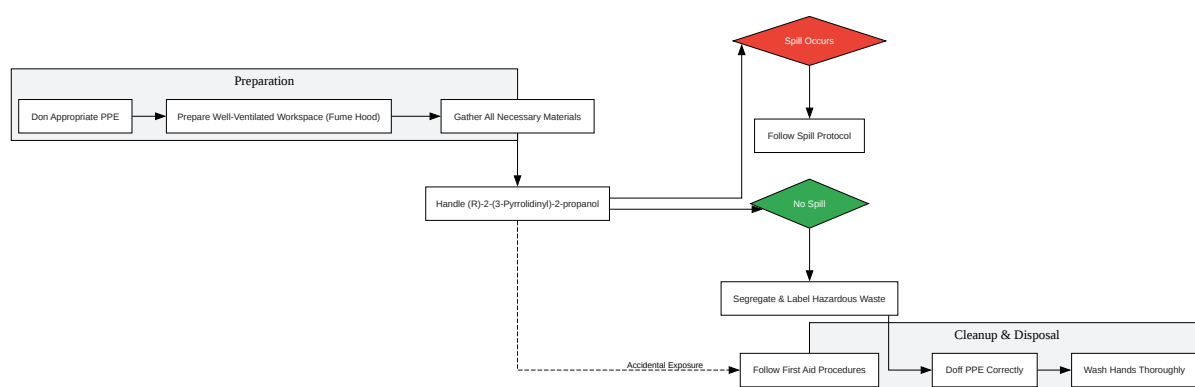 Spill Occurs
Preparation
Don Appropriate PPE
Prepare Well-Ventilated Workspace (Fume Hood)
Gather All Necessary Materials
Follow Spill Protocol
Handle (R)-2-(3-Pyrrolidinyl)-2-propanol
No Spill
Segregate & Label Hazardous Waste
Cleanup & Disposal
Accidental Exposure
Follow First Aid Procedures
Doff PPE Correctly
Wash Hands Thoroughly